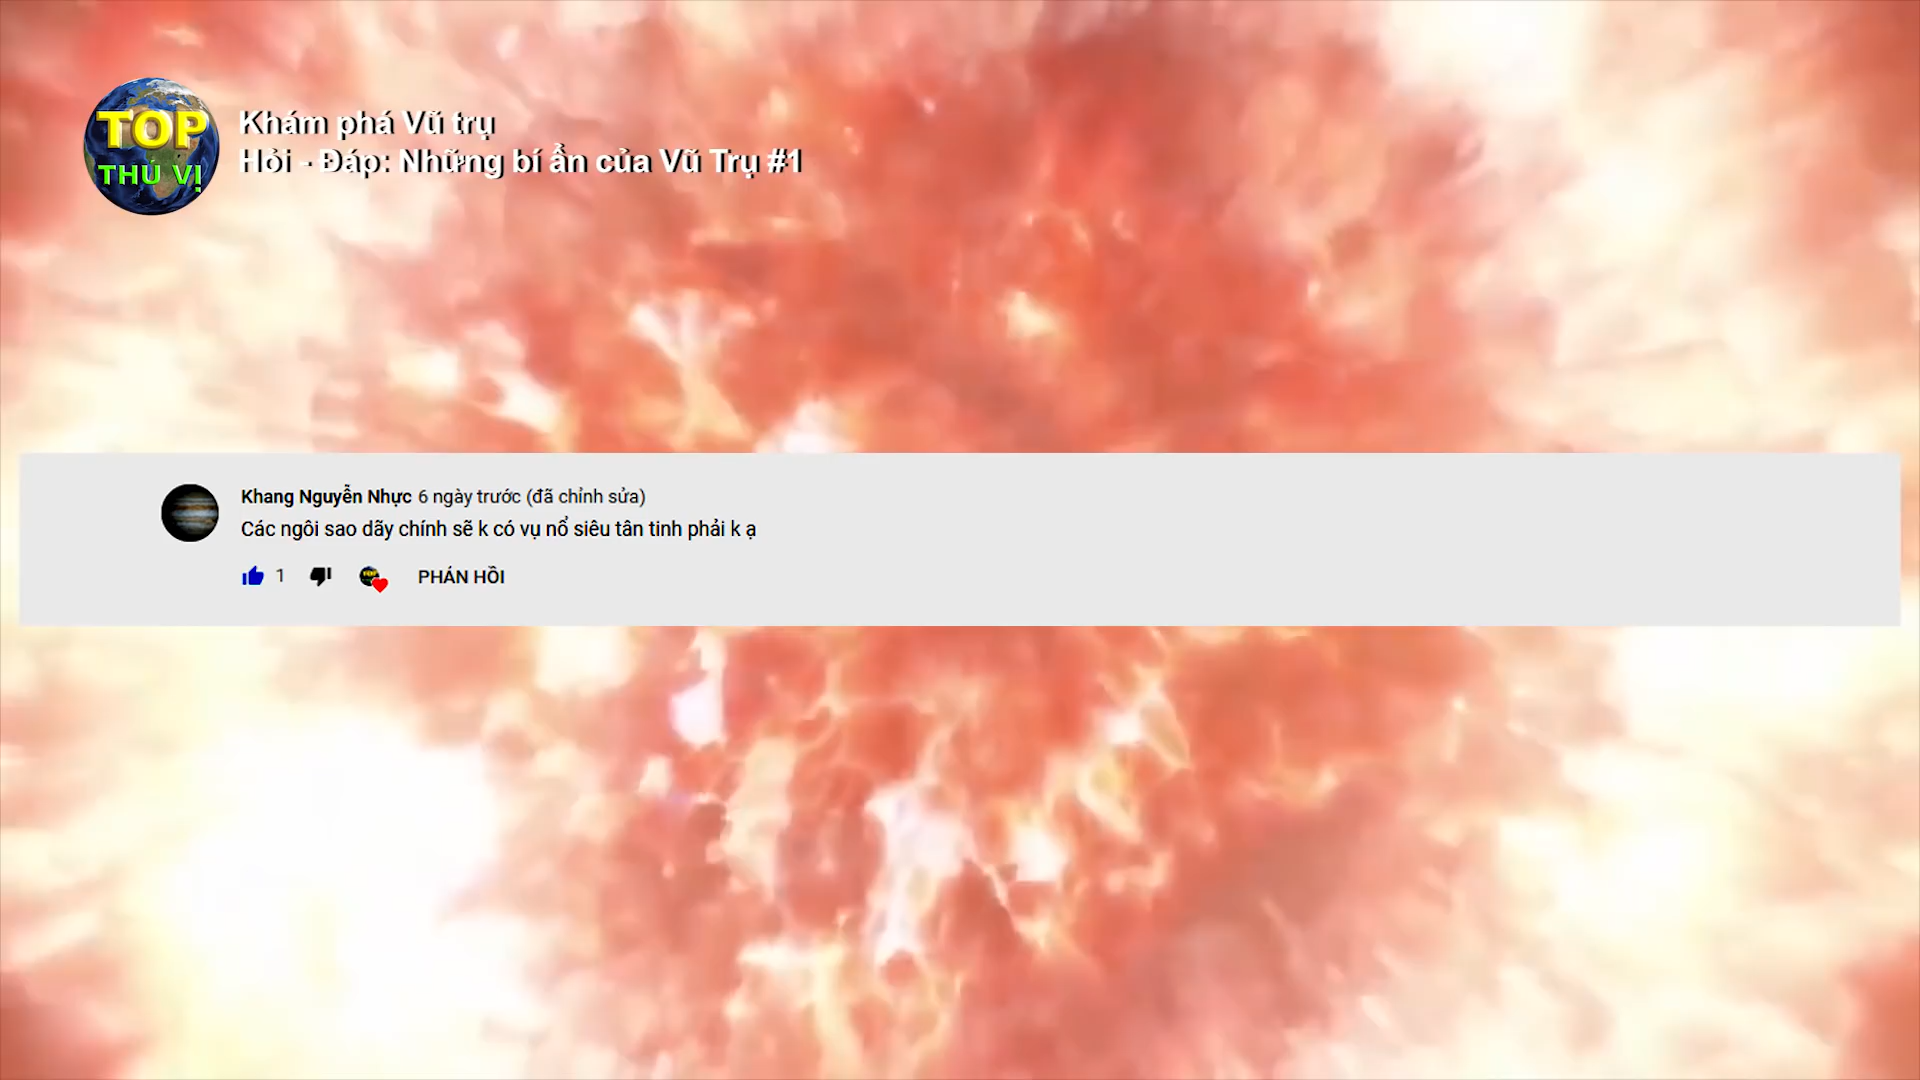 TOP
THÚ VỊ
Khám phá Vũ trụ
Hỏi - Đáp: Những bí ẩn của Vũ Trụ #1
Khang Nguyễn Nhực 6 ngày trước (đã chỉnh sửa)
Các ngôi sao dãy chính sẽ k có vụ nổ siêu tân tinh phải k ạ
1
PHẢN HỒI